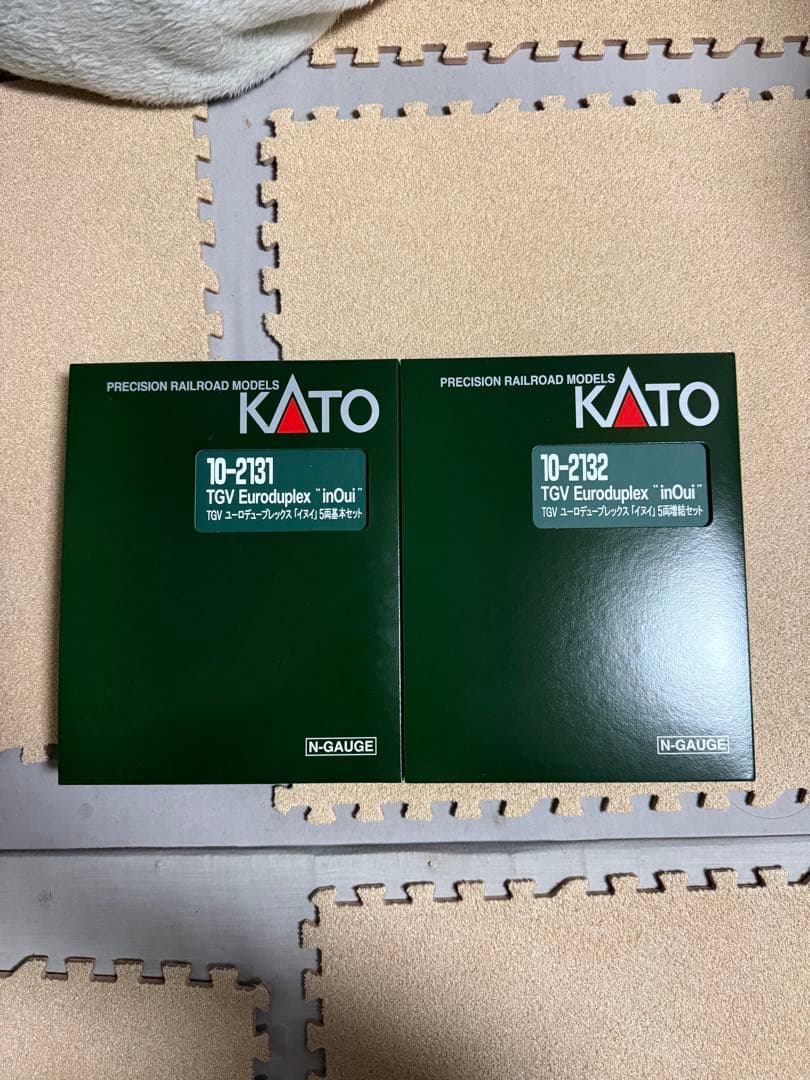 PRECISION RAILROAD MODELS
KATO
10-2131
TGV Euroduplex "inOui"
TGV ユーロデュープレックス「イヌイ」5両基本セット
N-GAUGE
PRECISION RAILROAD MODELS
KATO
10-2132
TGV Euroduplex "inOui"
TGV ユーロデュープレックス「イヌイ」5両増結セット
N-GAUGE